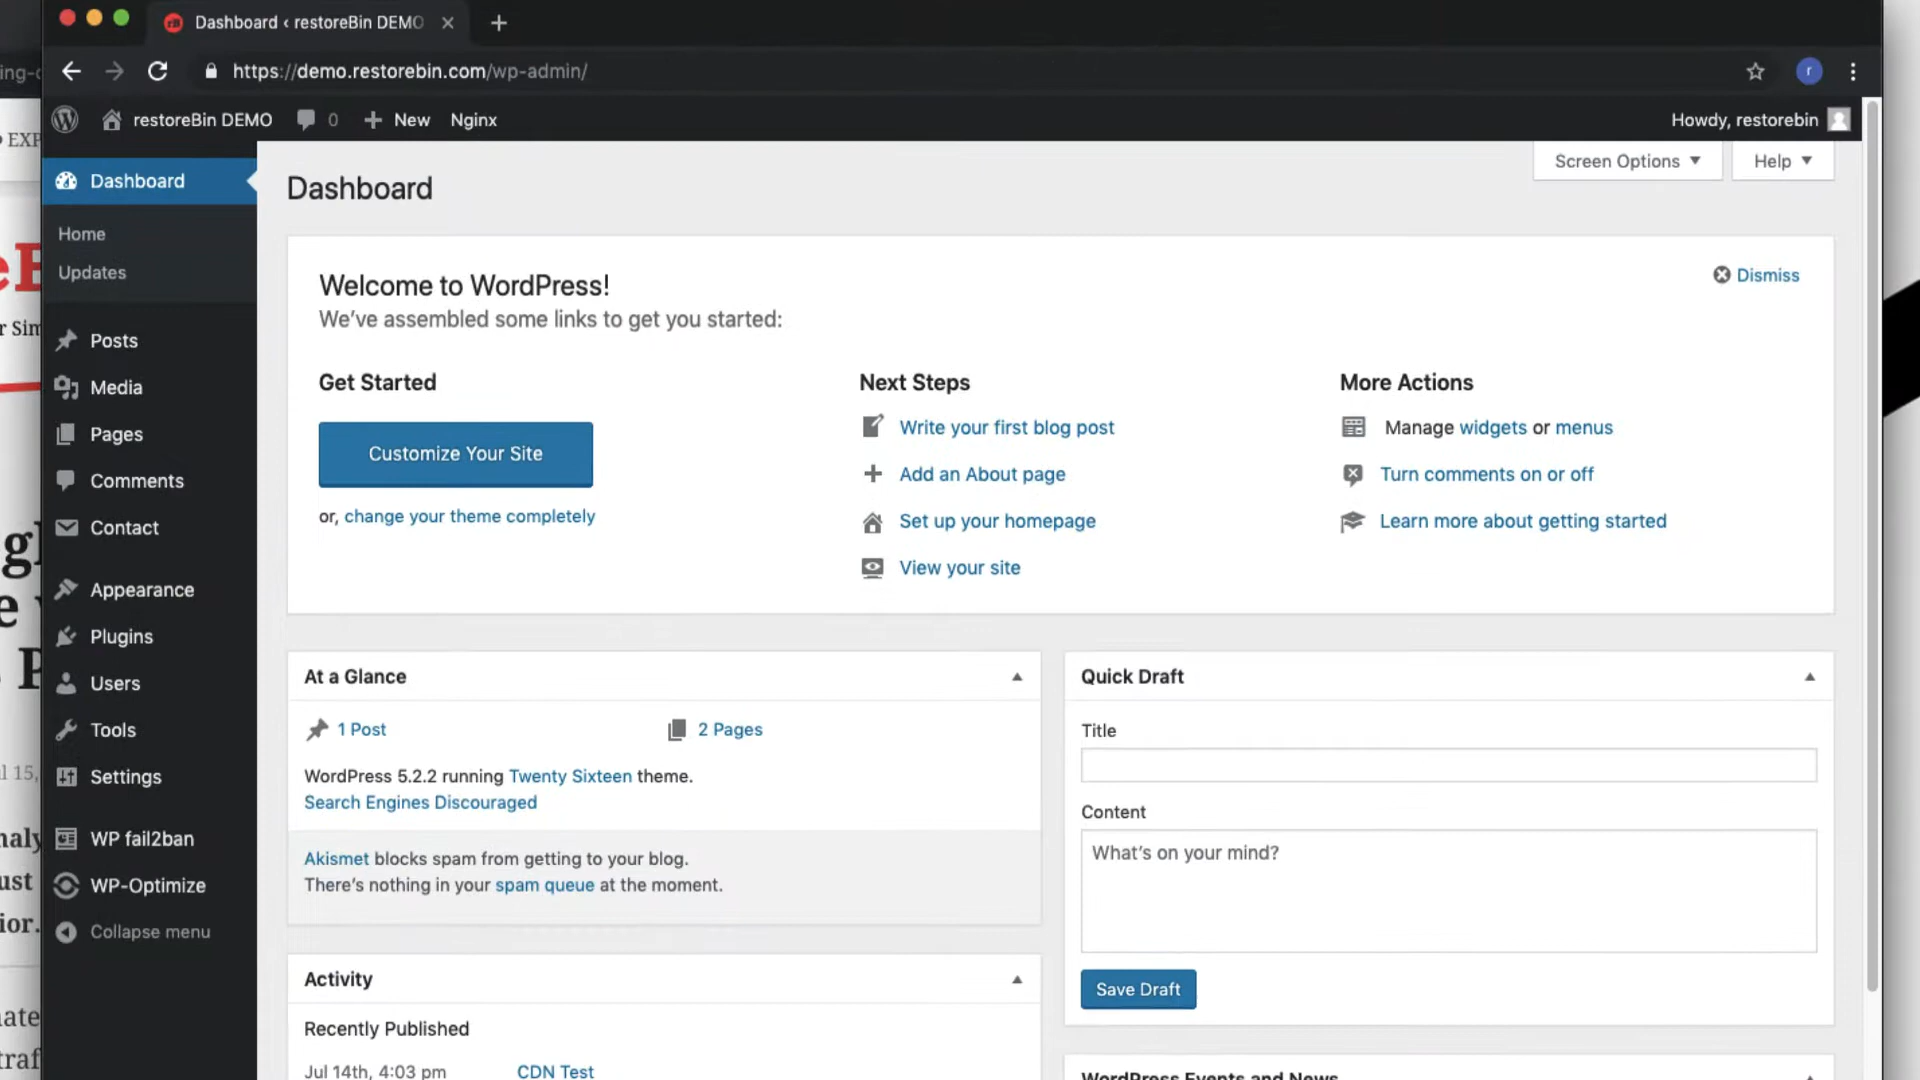 Dashboard ‹ restoreBin DEMO
https://demo.restorebin.com/wp-admin/
r
restoreBin DEMO 0 New Nginx
Howdy, restorebin
Screen Options
Help
Dashboard
Home
Updates
Posts
Media
Pages
Comments
Contact
Appearance
Plugins
Users
Tools
Settings
WP fail2ban
WP-Optimize
Collapse menu
Dashboard
Welcome to WordPress!
Dismiss
We've assembled some links to get you started:
Get Started
Customize Your Site
or, change your theme completely
Next Steps
Write your first blog post
Add an About page
Set up your homepage
View your site
More Actions
Manage widgets or menus
Turn comments on or off
Learn more about getting started
At a Glance
1 Post
2 Pages
WordPress 5.2.2 running Twenty Sixteen theme.
Search Engines Discouraged
Akismet blocks spam from getting to your blog.
There's nothing in your spam queue at the moment.
Activity
Recently Published
Jul 14th, 4:03 pm CDN Test
Quick Draft
Title
Content
What's on your mind?
Save Draft
WordPress Events and News